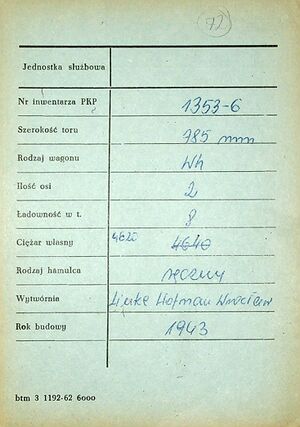 72
Jednostka służbowa
Nr inwentarza PKP 1353-6
Szerokość toru 785 mm
Rodzaj wagonu Wh
Ilość osi 2
Ładowność w t. 8
Ciężar własny 4620 4640
Rodzaj hamulca ręczny
Wytwórnia Linke Hofman Wrocław
Rok budowy 1943
btm 3 1192-62 6000